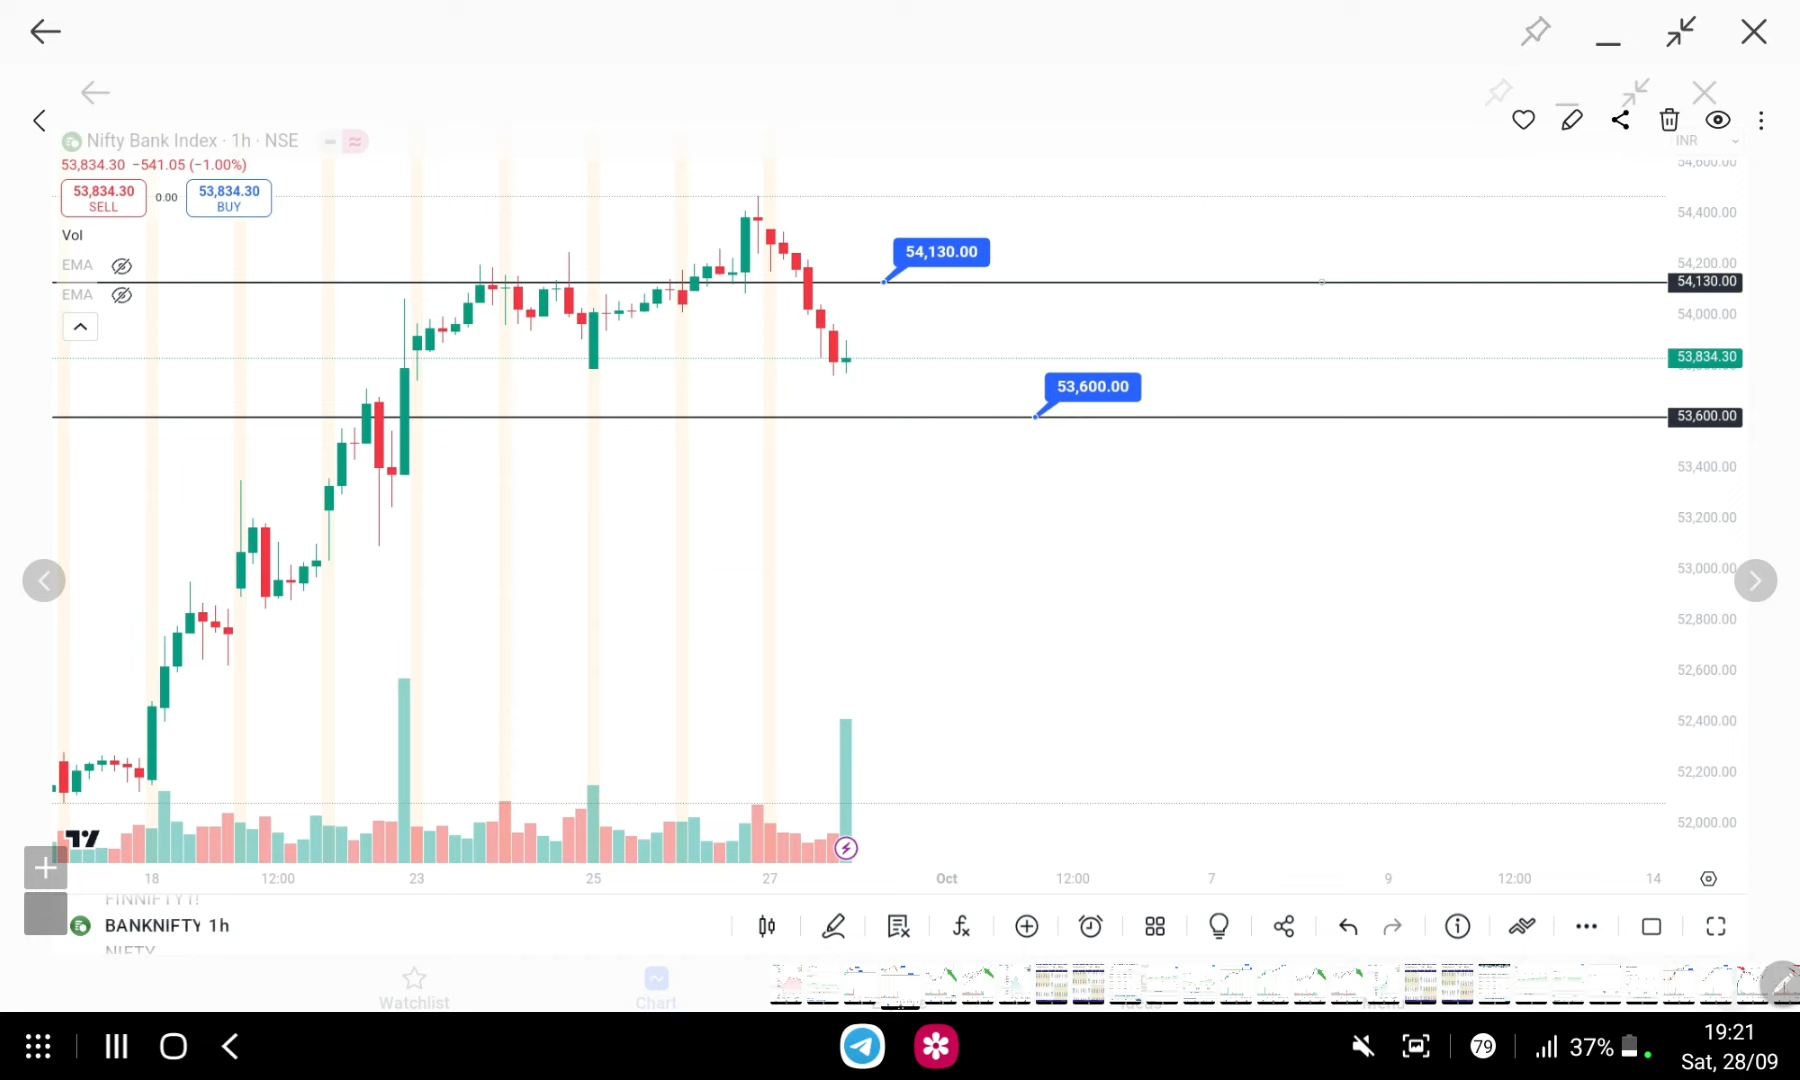 Nifty Bank Index · 1h · NSE
INR
53,834.30 −541.05 (−1.00%)
53,834.30
SELL
0.00
53,834.30
BUY
Vol
EMA
EMA
54,130.00
53,600.00
54,600.00
54,400.00
54,200.00
54,130.00
54,000.00
53,834.30
53,600.00
53,400.00
53,200.00
53,000.00
52,800.00
52,600.00
52,400.00
52,200.00
52,000.00
18 12:00 23 25 27 Oct 12:00 7 9 12:00 14
BANKNIFTY 1h
NIFTY
Watchlist
Chart
79
37%
19:21
Sat, 28/09